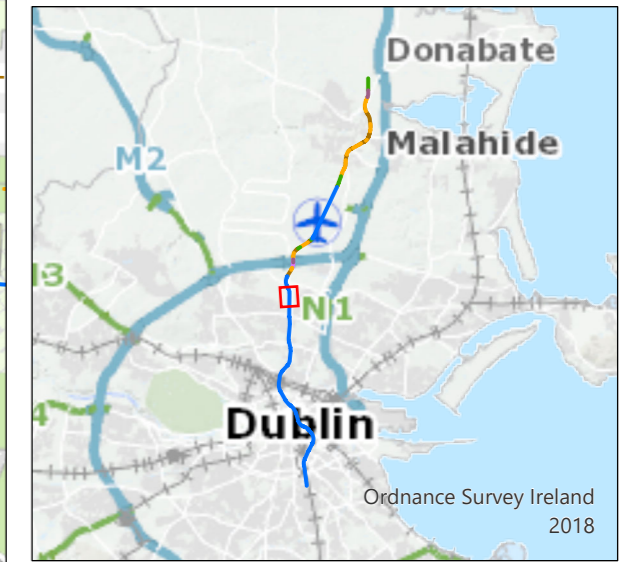 Donabate
M2
Malahide
N1
Dublin
Ordnance Survey Ireland
2018